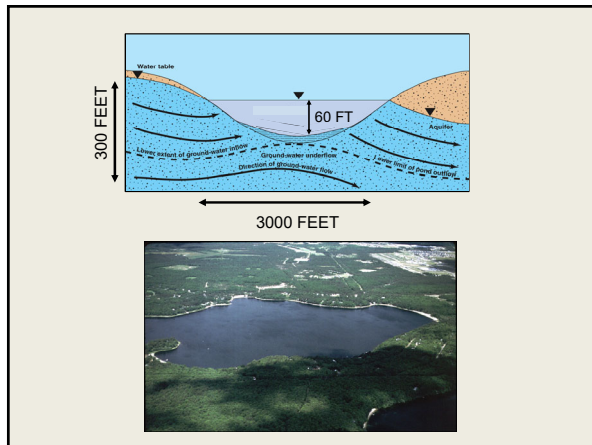 Water table
60 FT
300 FEET
Aquifer
Lower extent of ground-water inflow
Ground-water underflow
Lower limit of pond outflow
Direction of ground-water flow
3000 FEET